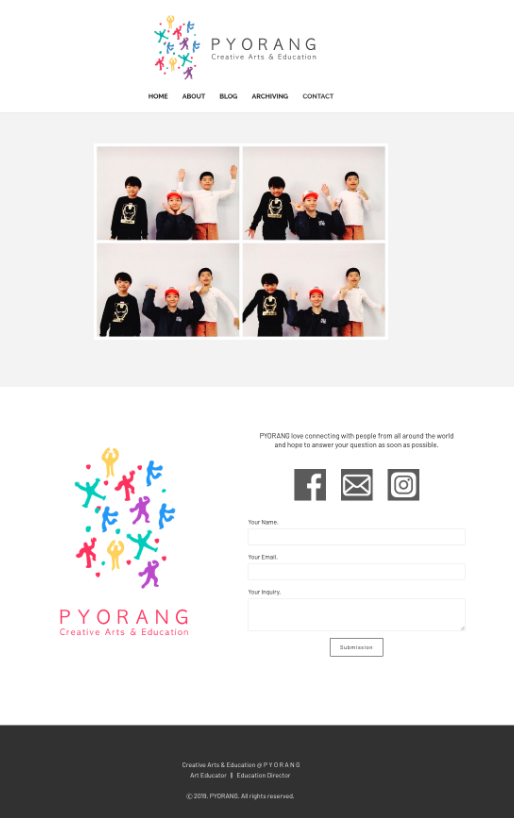 PYORANG
Creative Arts & Education
HOME ABOUT BLOG ARCHIVING CONTACT
PYORANG love connecting with people from all around the world
and hope to answer your question as soon as possible.
Your Name.
Your Email.
Your Inquiry.
Submission
PYORANG
Creative Arts & Education
Creative Arts & Education @ P Y O R A N G
Art Educator || Education Director
© 2019. PYORANG. All rights reserved.